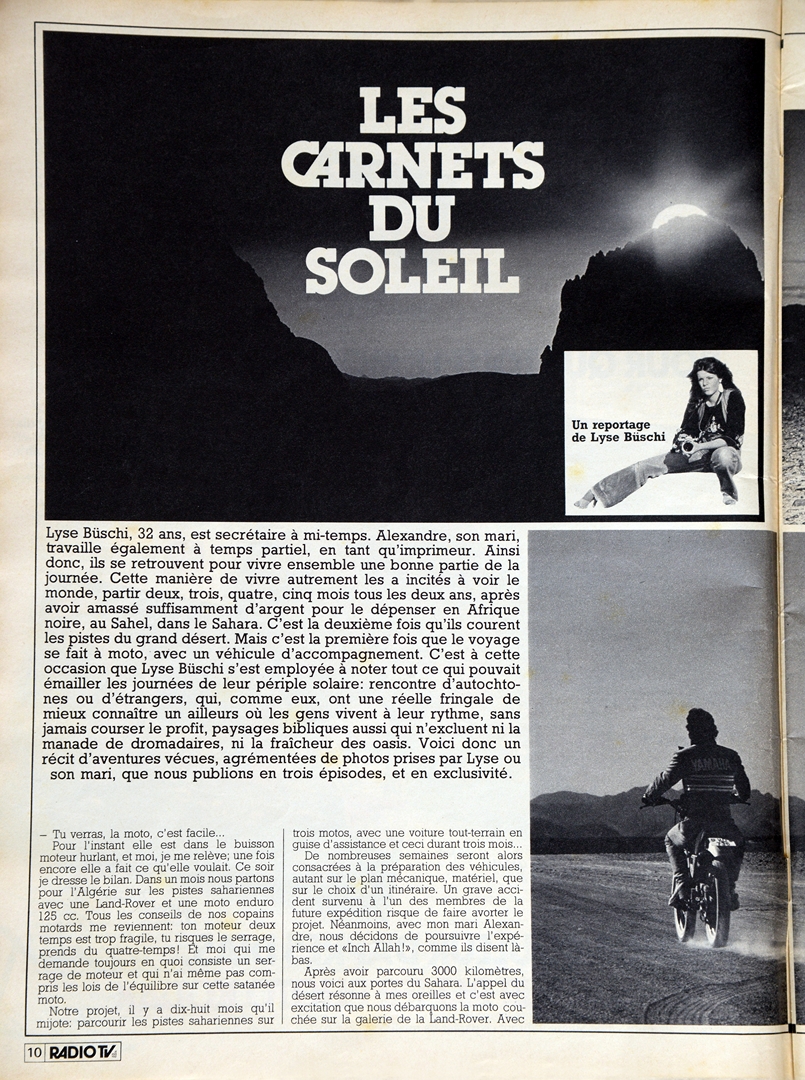 LES
CARNETS
DU
SOLEIL
Un reportage
de Lyse Büschi
Lyse Büschi, 32 ans, est secrétaire à mi-temps. Alexandre, son mari,
travaille également à temps partiel, en tant qu'imprimeur. Ainsi
donc, ils se retrouvent pour vivre ensemble une bonne partie de la
journée. Cette manière de vivre autrement les a incités à voir le
monde, partir deux, trois, quatre, cinq mois tous les deux ans, après
avoir amassé suffisamment d'argent pour le dépenser en Afrique
noire, au Sahel, dans le Sahara. C'est la deuxième fois qu'ils courent
les pistes du grand désert. Mais c'est la première fois que le voyage
se fait à moto, avec un véhicule d'accompagnement. C'est à cette
occasion que Lyse Büschi s'est employée à noter tout ce qui pouvait
émailler les journées de leur périple solaire: rencontre d'autochto-
nes ou d'étrangers, qui, comme eux, ont une réelle fringale de
mieux connaître un ailleurs où les gens vivent à leur rythme, sans
jamais courser le profit, paysages bibliques aussi qui n'excluent ni la
manade de dromadaires, ni la fraîcheur des oasis. Voici donc un
récit d'aventures vécues, agrémentées de photos prises par Lyse ou
son mari, que nous publions en trois épisodes, et en exclusivité.
– Tu verras, la moto, c'est facile...
Pour l'instant elle est dans le buisson
moteur hurlant, et moi, je me relève; une fois
encore elle a fait ce qu'elle voulait. Ce soir
je dresse le bilan. Dans un mois nous partons
pour l'Algérie sur les pistes sahariennes
avec une Land-Rover et une moto enduro
125 cc. Tous les conseils de nos copains
motards me reviennent: ton moteur deux
temps est trop fragile, tu risques le serrage,
prends du quatre-temps! Et moi qui me
demande toujours en quoi consiste un ser-
rage de moteur et qui n'ai même pas com-
pris les lois de l'équilibre sur cette satanée
moto.
Notre projet, il y a dix-huit mois qu'il
mijote: parcourir les pistes sahariennes sur
trois motos, avec une voiture tout-terrain en
guise d'assistance et ceci durant trois mois...
De nombreuses semaines seront alors
consacrées à la préparation des véhicules,
autant sur le plan mécanique, matériel, que
sur le choix d'un itinéraire. Un grave acci-
dent survenu à l'un des membres de la
future expédition risque de faire avorter le
projet. Néanmoins, avec mon mari Alexan-
dre, nous décidons de poursuivre l'expé-
rience et «Inch Allah!», comme ils disent là-
bas.
Après avoir parcouru 3000 kilomètres,
nous voici aux portes du Sahara. L'appel du
désert résonne à mes oreilles et c'est avec
excitation que nous débarquons la moto cou-
chée sur la galerie de la Land-Rover. Avec
YAMAHA
10 RADIO TV